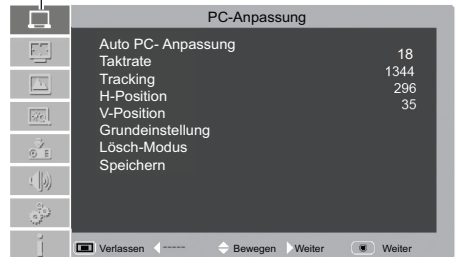 PC-Anpassung
Auto PC- Anpassung
Taktrate 18
Tracking 1344
H-Position 296
V-Position 35
Grundeinstellung
Lösch-Modus
Speichern
Verlassen ----- Bewegen Weiter Weiter